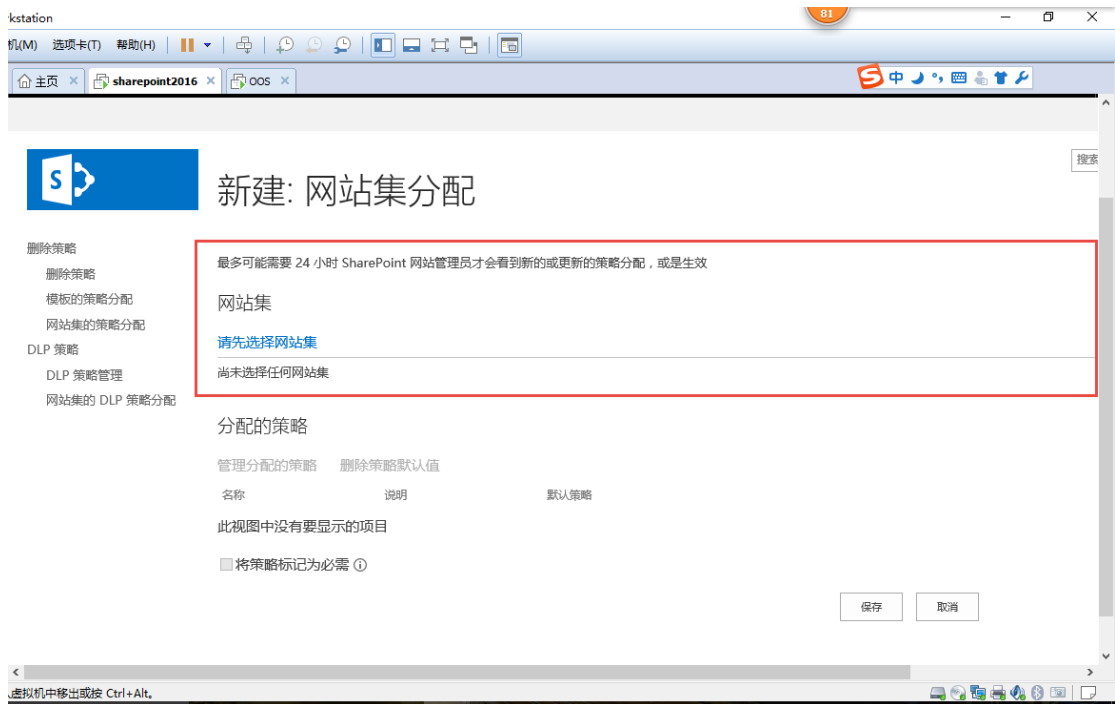 rkstation
81
机(M) 选项卡(T) 帮助(H)
主页 sharepoint2016 OOS
中
搜索
S
新建: 网站集分配
删除策略
删除策略
模板的策略分配
网站集的策略分配
DLP 策略
DLP 策略管理
网站集的 DLP 策略分配
最多可能需要 24 小时 SharePoint 网站管理员才会看到新的或更新的策略分配，或是生效
网站集
请先选择网站集
尚未选择任何网站集
分配的策略
管理分配的策略 删除策略默认值
名称 说明 默认策略
此视图中没有要显示的项目
将策略标记为必需
保存 取消
虚拟机中移出或按 Ctrl+Alt。